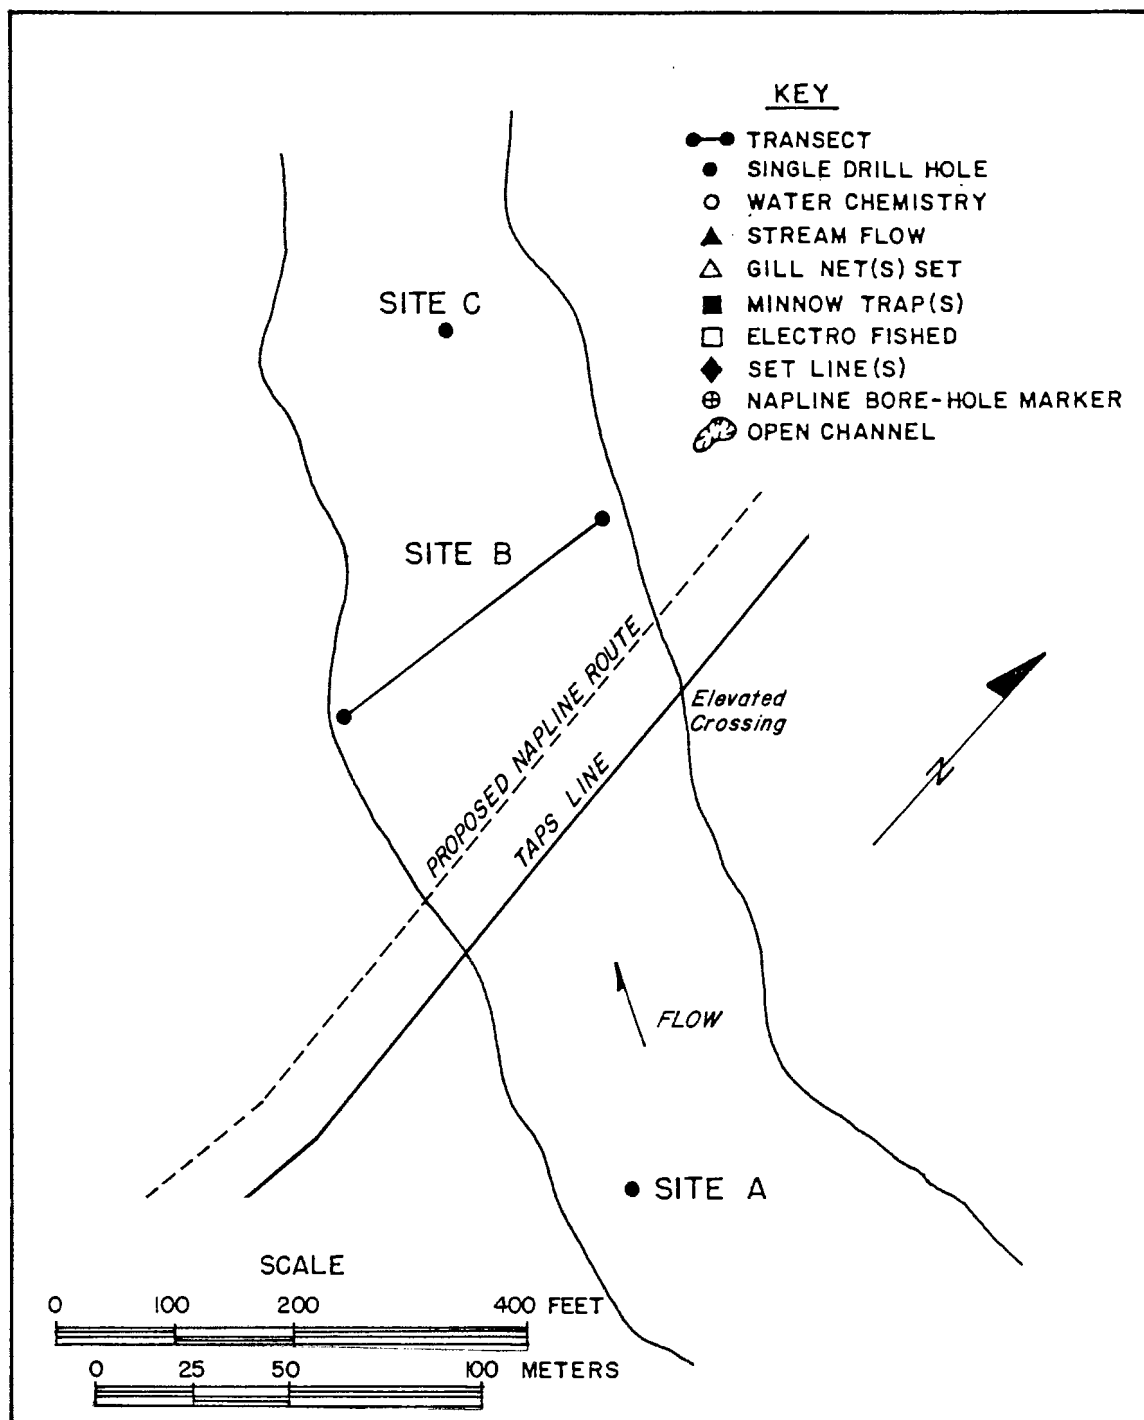 KEY
TRANSECT
SINGLE DRILL HOLE
WATER CHEMISTRY
STREAM FLOW
GILL NET(S) SET
MINNOW TRAP(S)
ELECTRO FISHED
SET LINE(S)
NAPLINE BORE-HOLE MARKER
OPEN CHANNEL
SITE C
SITE B
PROPOSED NAPLINE ROUTE
TAPS LINE
Elevated
Crossing
N
FLOW
SITE A
SCALE
0 100 200 400 FEET
0 25 50 100 METERS